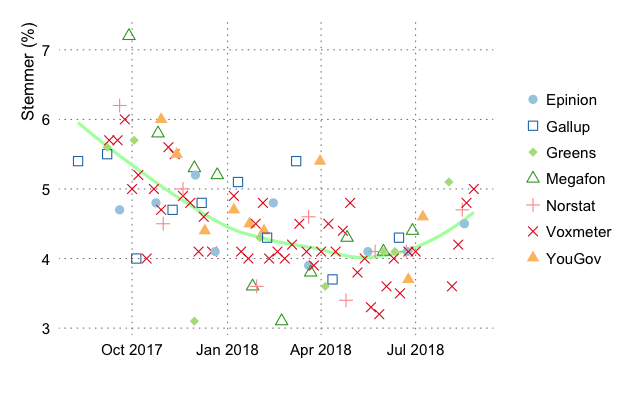 Stemmer (%)
7
6
5
4
3
Oct 2017
Jan 2018
Apr 2018
Jul 2018
Epinion
Gallup
Greens
Megafon
Norstat
Voxmeter
YouGov